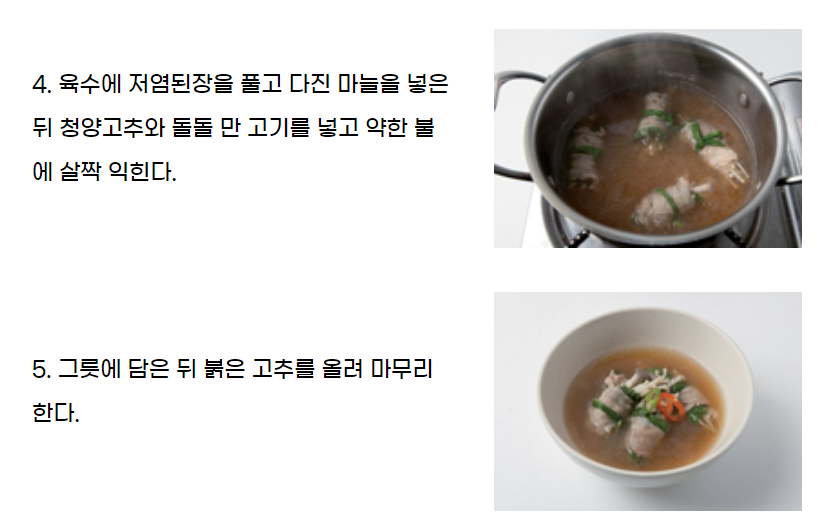 4. 육수에 저염된장을 풀고 다진 마늘을 넣은
뒤 청양고추와 돌돌 만 고기를 넣고 약한 불
에 살짝 익힌다.
5. 그릇에 담은 뒤 붉은 고추를 올려 마무리
한다.